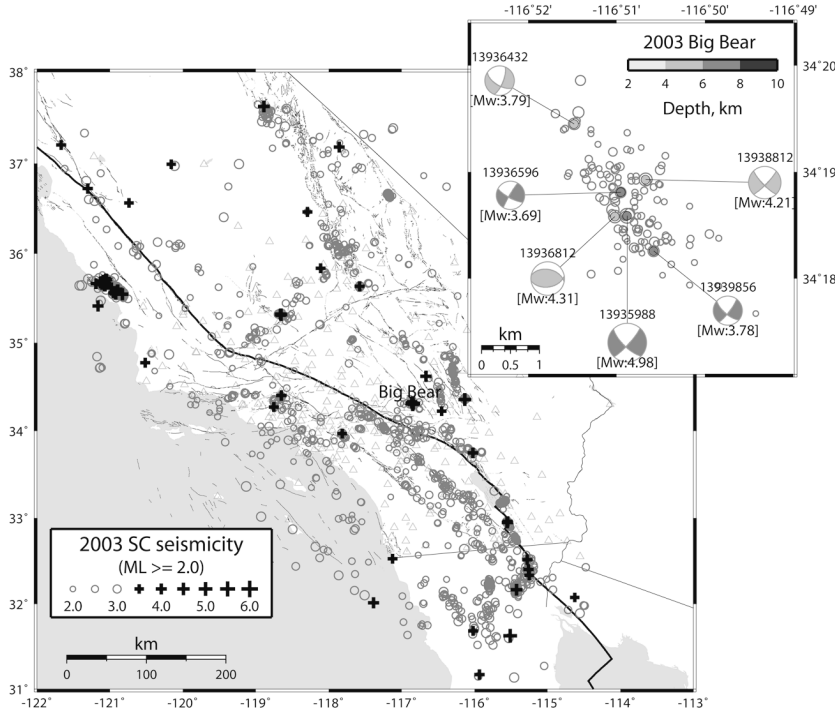 -116°52'
-116°51'
-116°50'
-116°49'
2003 Big Bear
2 4 6 8 10
Depth, km
34°20'
34°19'
34°18'
13936432
[Mw:3.79]
13936596
[Mw:3.69]
13936812
[Mw:4.31]
13935988
[Mw:4.98]
13938812
[Mw:4.21]
13939856
[Mw:3.78]
km
0 0.5 1
38°
37°
36°
35°
34°
33°
32°
31°
Big Bear
2003 SC seismicity
(ML >= 2.0)
2.0 3.0 4.0 5.0 6.0
km
0 100 200
-122°
-121°
-120°
-119°
-118°
-117°
-116°
-115°
-114°
-113°